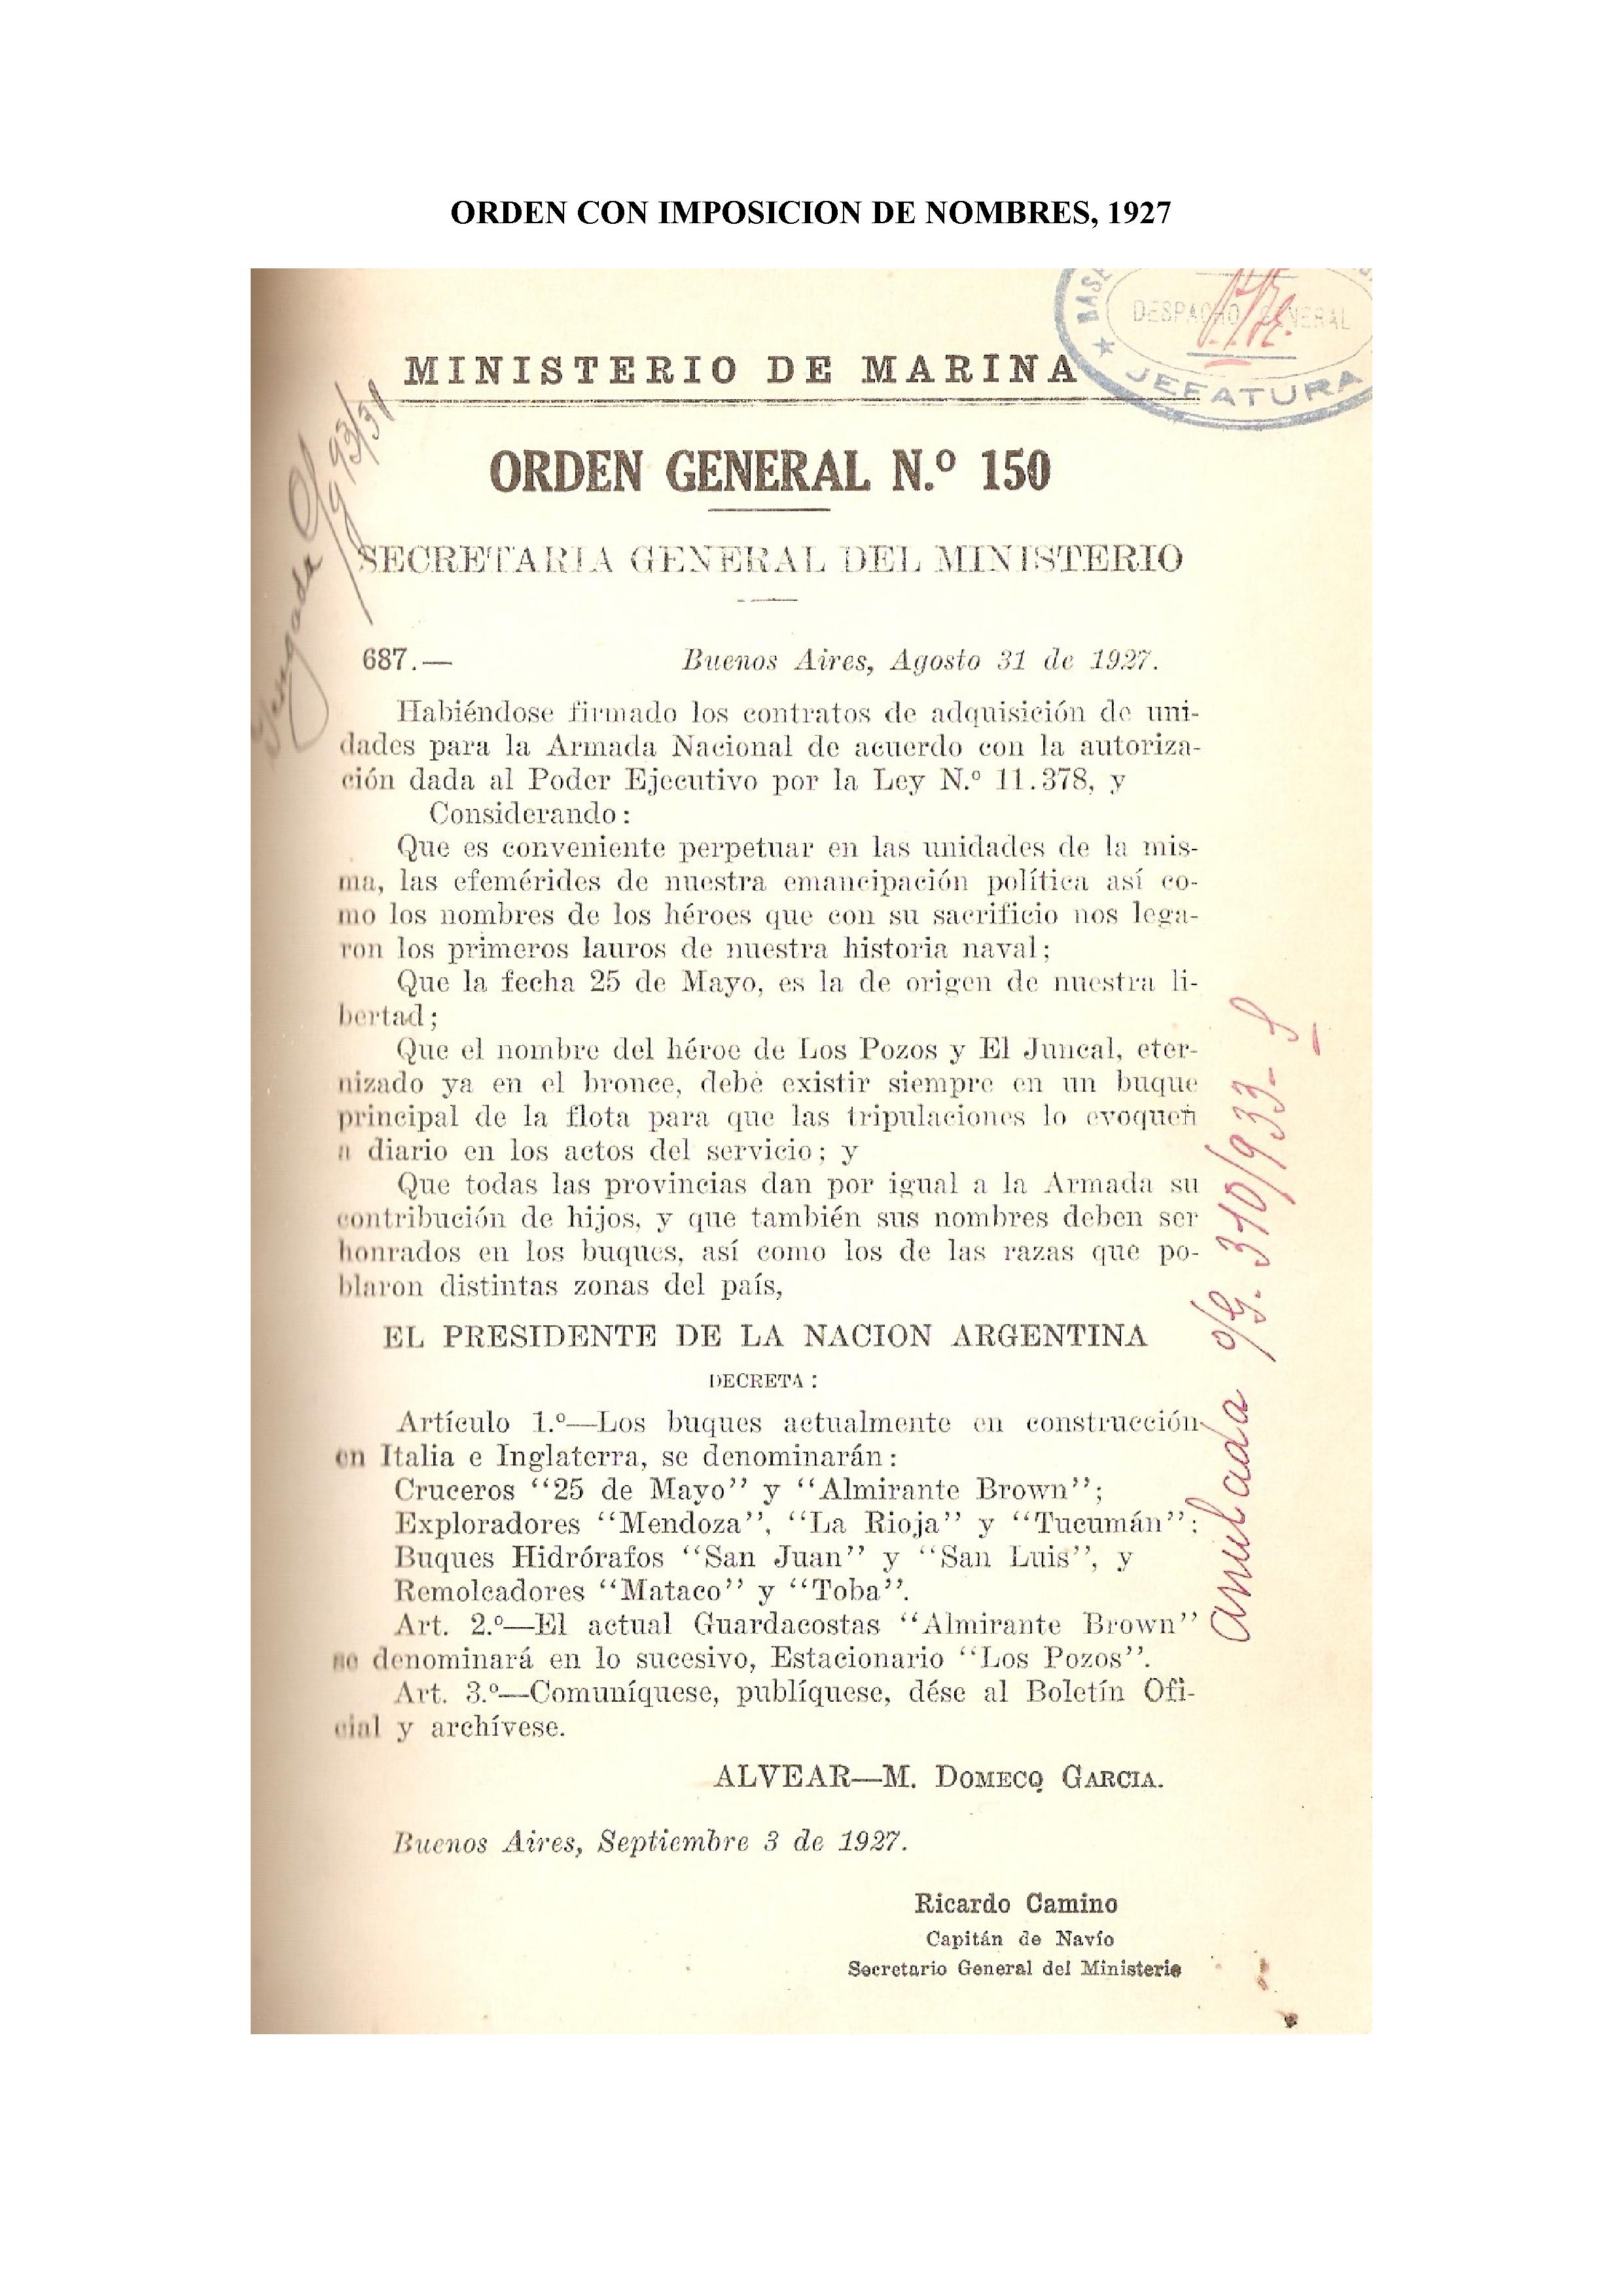 ORDEN CON IMPOSICION DE NOMBRES, 1927
DESPACHO GENERAL
JEFATURA
MINISTERIO DE MARINA
ORDEN GENERAL N.º 150
SECRETARIA GENERAL DEL MINISTERIO
687.— Buenos Aires, Agosto 31 de 1927.
Habiéndose firmado los contratos de adquisición de uni-
dades para la Armada Nacional de acuerdo con la autoriza-
ción dada al Poder Ejecutivo por la Ley N.º 11.378, y
Considerando:
Que es conveniente perpetuar en las unidades de la mis-
ma, las efemérides de nuestra emancipación política así co-
mo los nombres de los héroes que con su sacrificio nos lega-
ron los primeros lauros de nuestra historia naval;
Que la fecha 25 de Mayo, es la de origen de nuestra li-
bertad;
Que el nombre del héroe de Los Pozos y El Juncal, eter-
nizado ya en el bronce, debe existir siempre en un buque
principal de la flota para que las tripulaciones lo evoquen
a diario en los actos del servicio; y
Que todas las provincias dan por igual a la Armada su
contribución de hijos, y que también sus nombres deben ser
honrados en los buques, así como los de las razas que po-
blaron distintas zonas del país,
EL PRESIDENTE DE LA NACION ARGENTINA
DECRETA:
Artículo 1.º—Los buques actualmente en construcción
en Italia e Inglaterra, se denominarán:
Cruceros "25 de Mayo" y "Almirante Brown";
Exploradores "Mendoza", "La Rioja" y "Tucumán";
Buques Hidrórafos "San Juan" y "San Luis", y
Remolcadores "Mataco" y "Toba".
Art. 2.º—El actual Guardacostas "Almirante Brown"
se denominará en lo sucesivo, Estacionario "Los Pozos".
Art. 3.º—Comuníquese, publíquese, dése al Boletín Ofi-
cial y archívese.
ALVEAR—M. DOMECQ GARCIA.
Buenos Aires, Septiembre 3 de 1927.
Ricardo Camino
Capitán de Navío
Secretario General del Ministerio
anulada O/G. 310/933